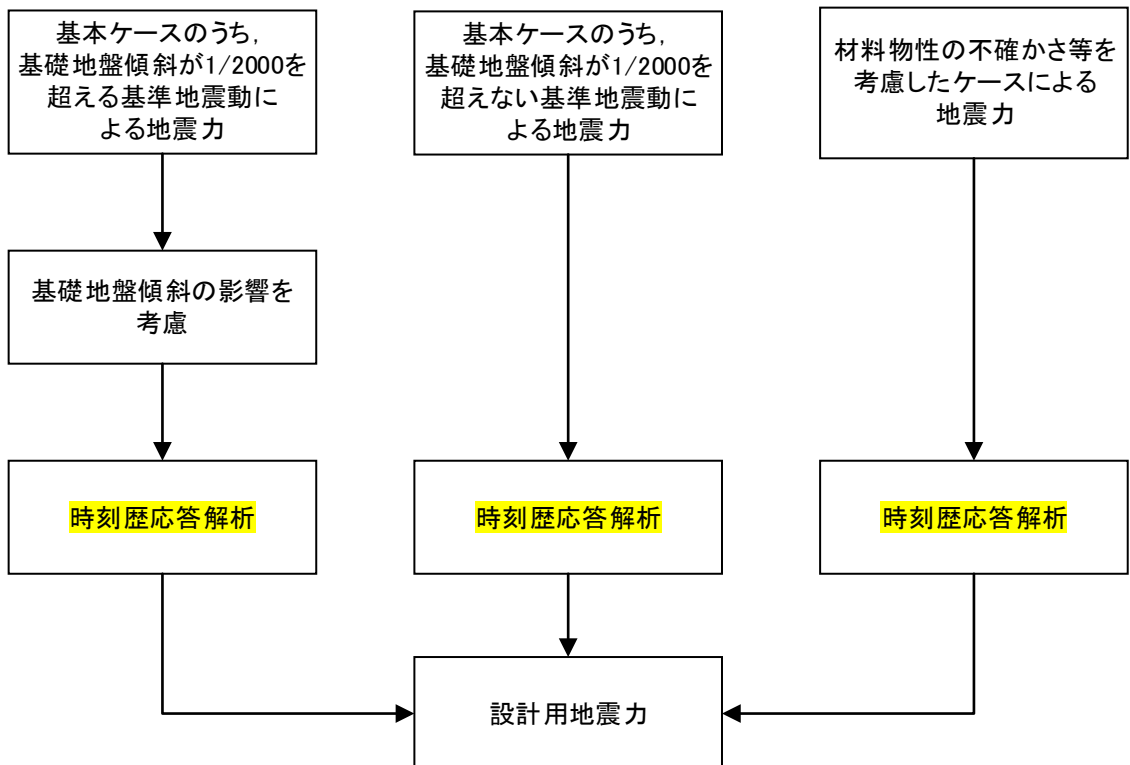 基本ケースのうち,
基礎地盤傾斜が1/2000を
超える基準地震動に
よる地震力
基本ケースのうち,
基礎地盤傾斜が1/2000を
超えない基準地震動に
よる地震力
材料物性の不確かさ等を
考慮したケースによる
地震力
基礎地盤傾斜の影響を
考慮
時刻歴応答解析
時刻歴応答解析
時刻歴応答解析
設計用地震力